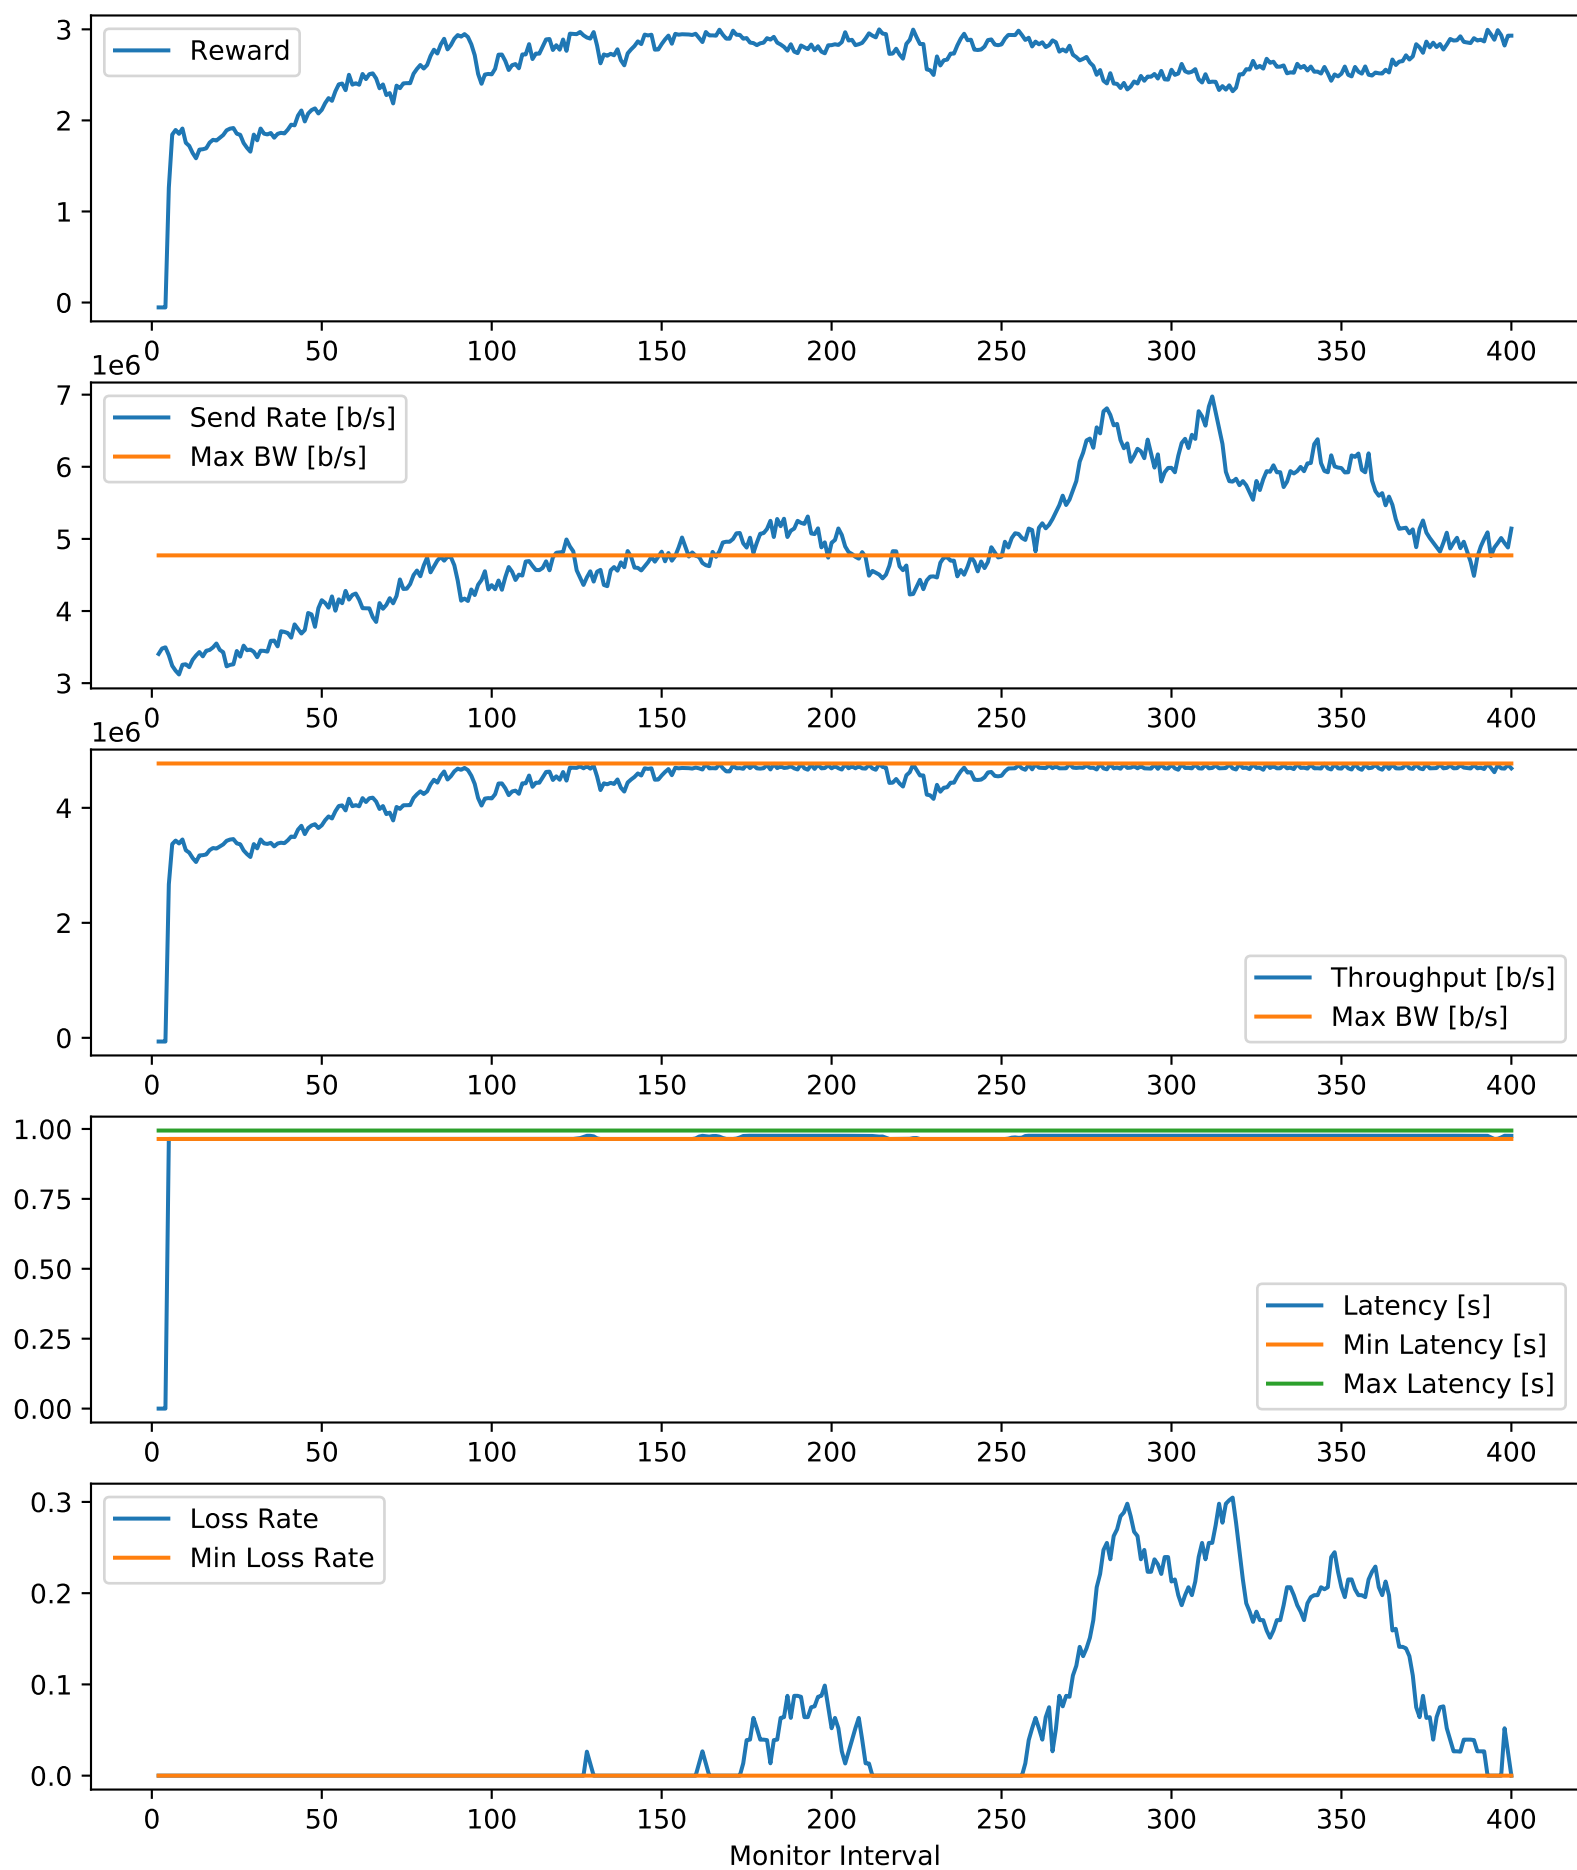 3
2
1
0
Reward
0 50 100 150 200 250 300 350 400
1e6
7
6
5
4
3
Send Rate [b/s]
Max BW [b/s]
0 50 100 150 200 250 300 350 400
1e6
4
2
0
Throughput [b/s]
Max BW [b/s]
0 50 100 150 200 250 300 350 400
1.00
0.75
0.50
0.25
0.00
Latency [s]
Min Latency [s]
Max Latency [s]
0 50 100 150 200 250 300 350 400
0.3
0.2
0.1
0.0
Loss Rate
Min Loss Rate
0 50 100 150 200 250 300 350 400
Monitor Interval